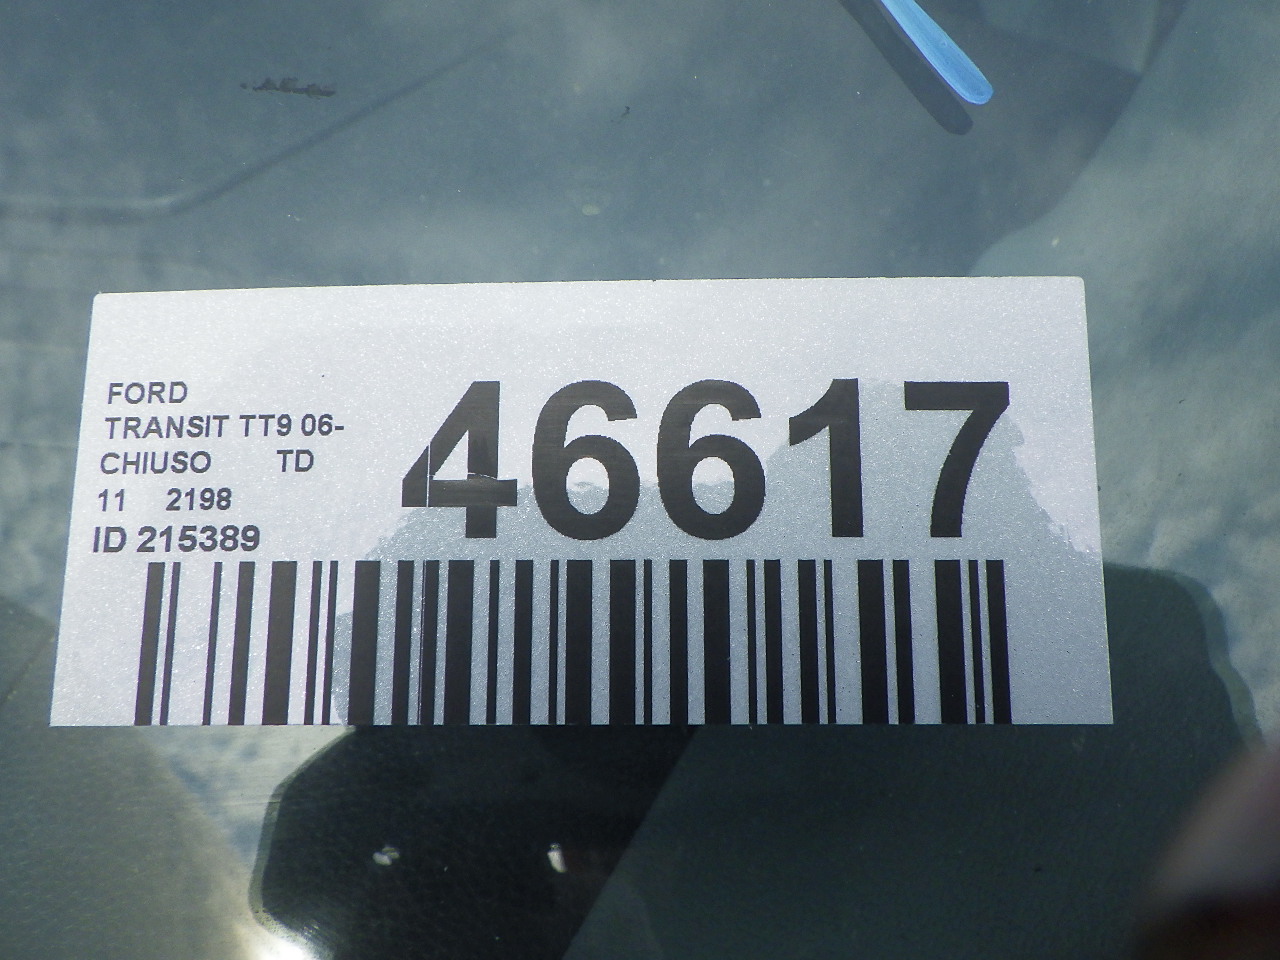 FORD
TRANSIT TT9 06-
CHIUSO TD
11 2198
ID 215389
46617